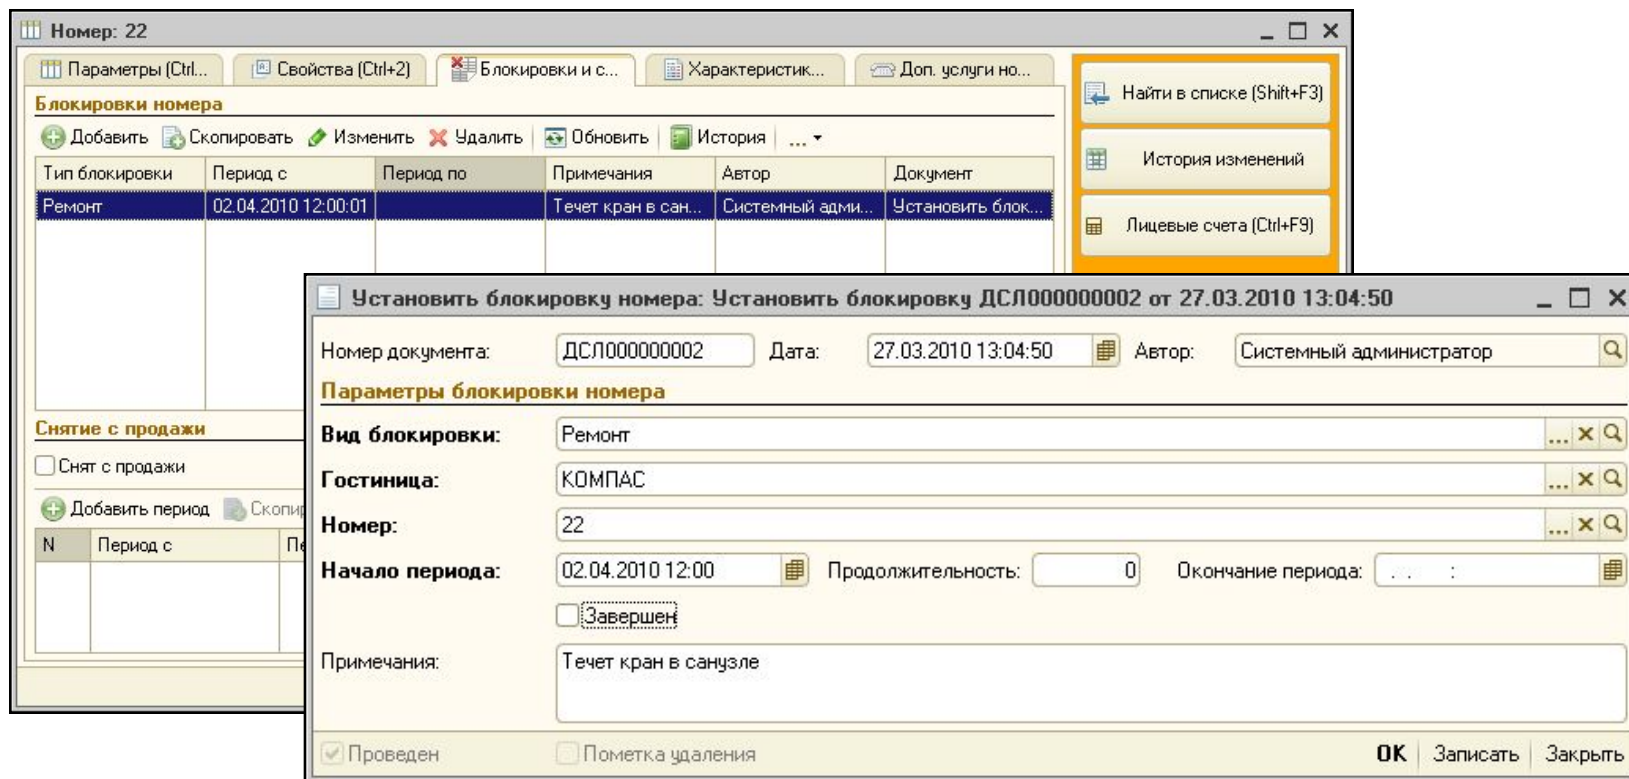 Номер: 22
Параметры (Ctrl... Свойства (Ctrl+2) Блокировки и с... Характеристик... Доп. услуги но...
Блокировки номера
Добавить Скопировать Изменить Удалить Обновить История ...
Тип блокировки Период с Период по Примечания Автор Документ
Ремонт 02.04.2010 12:00:01 Течет кран в сан... Системный адми... Установить блок...
Найти в списке (Shift+F3)
История изменений
Лицевые счета (Ctrl+F9)
Снятие с продажи
Снят с продажи
Добавить период Скопир
N Период с Пе
Установить блокировку номера: Установить блокировку ДСЛ000000002 от 27.03.2010 13:04:50
Номер документа: ДСЛ000000002 Дата: 27.03.2010 13:04:50 Автор: Системный администратор
Параметры блокировки номера
Вид блокировки: Ремонт ...
Гостиница: КОМПАС ...
Номер: 22 ...
Начало периода: 02.04.2010 12:00 Продолжительность: 0 Окончание периода: . . :
Завершен
Примечания: Течет кран в санузле
Проведен Пометка удаления OK Записать Закрыть